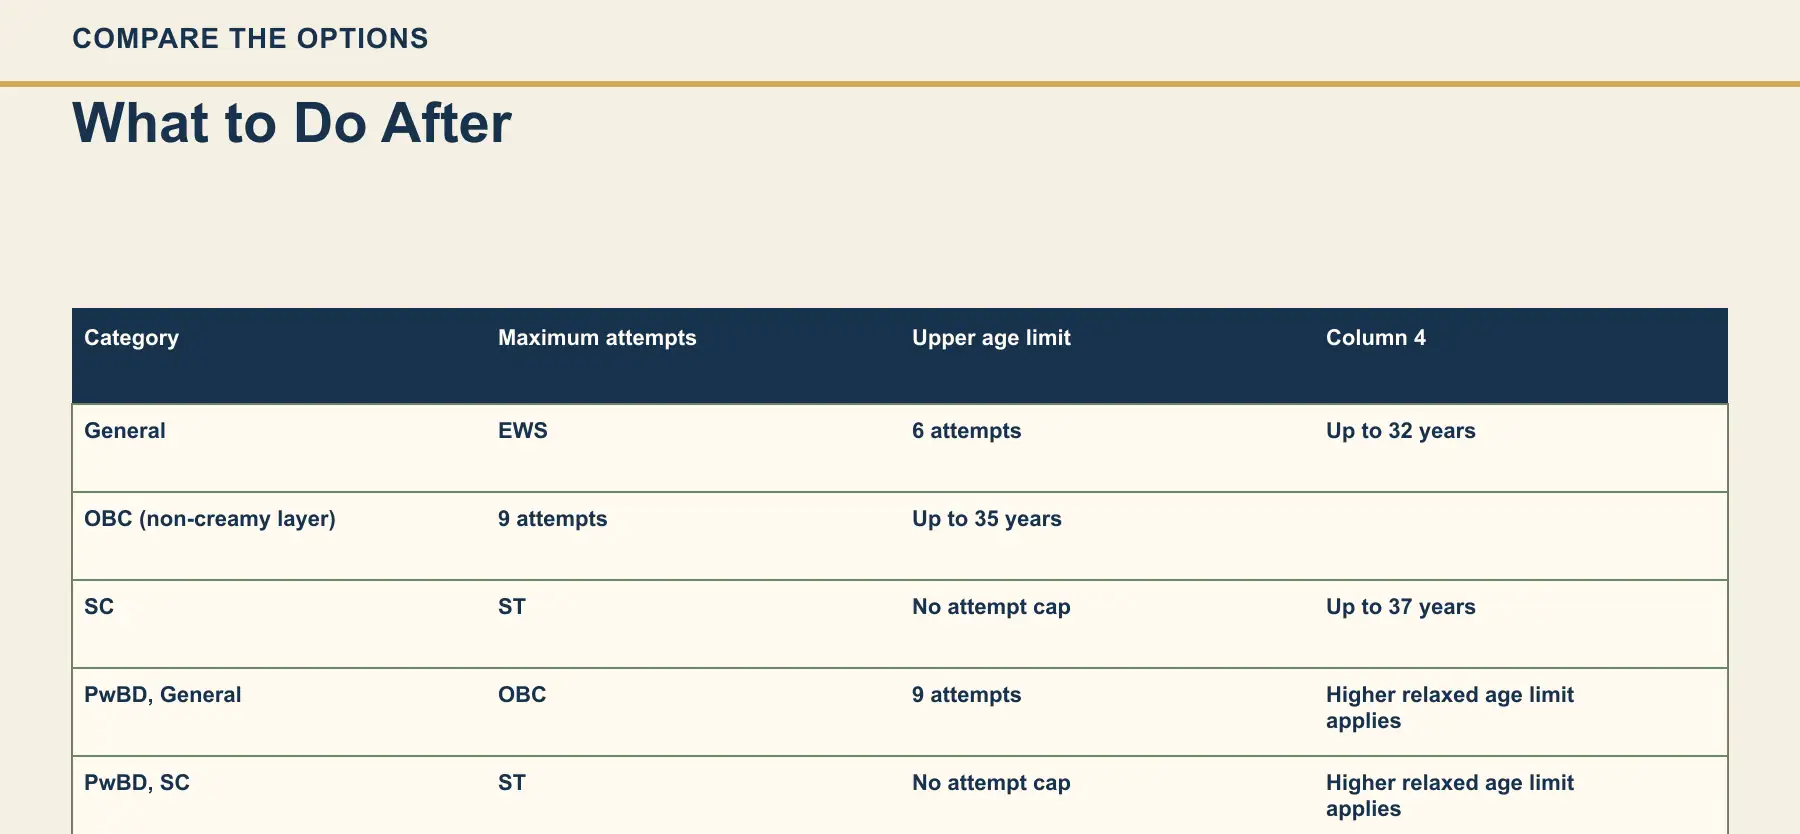 COMPARE THE OPTIONS
What to Do After
Category Maximum attempts Upper age limit Column 4
General EWS 6 attempts Up to 32 years
OBC (non-creamy layer) 9 attempts Up to 35 years
SC ST No attempt cap Up to 37 years
PwBD, General OBC 9 attempts Higher relaxed age limit
applies
PwBD, SC ST No attempt cap Higher relaxed age limit
applies